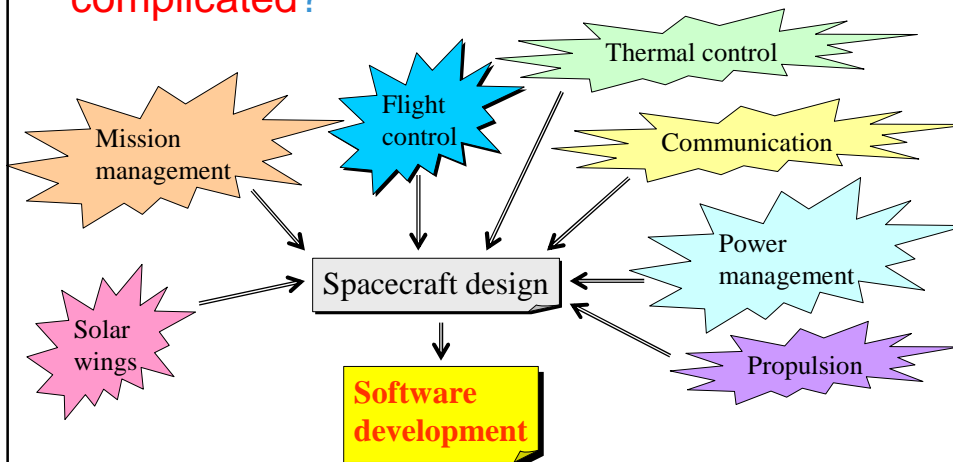 complicated?
Thermal control
Flight
control
Mission
management
Communication
Power
management
Spacecraft design
Solar
wings
Propulsion
Software
development